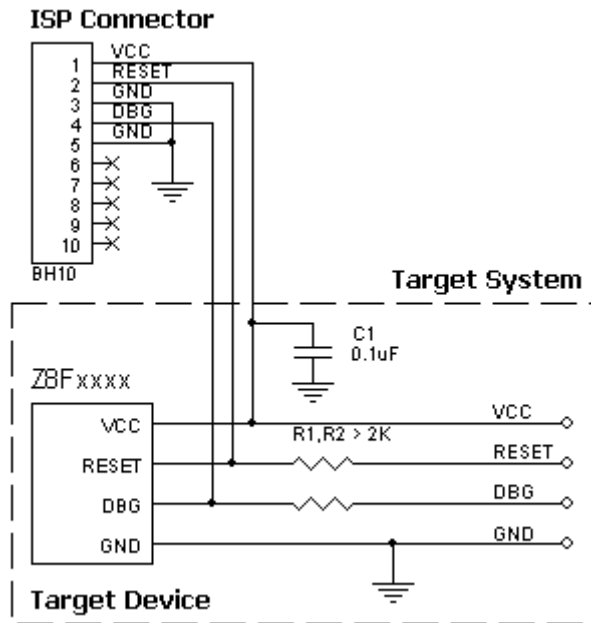 ISP Connector
1 VCC
2 RESET
3 GND
4 DBG
5 GND
6
7
8
9
10
BH10
Target System
C1
0.1uF
Z8Fxxxx
VCC
R1,R2 > 2K
VCC
RESET
RESET
DBG
DBG
GND
GND
Target Device